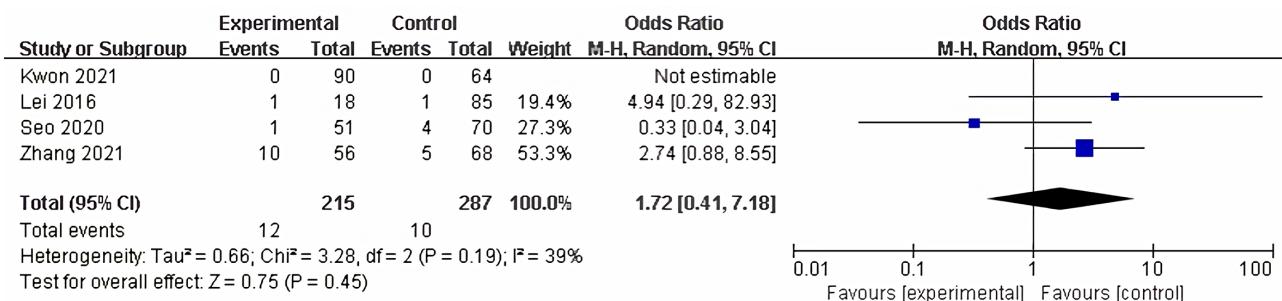 Experimental Control Odds Ratio Odds Ratio
Study or Subgroup Events Total Events Total Weight M-H, Random, 95% CI M-H, Random, 95% CI
Kwon 2021 0 90 0 64 Not estimable
Lei 2016 1 18 1 85 19.4% 4.94 [0.29, 82.93]
Seo 2020 1 51 4 70 27.3% 0.33 [0.04, 3.04]
Zhang 2021 10 56 5 68 53.3% 2.74 [0.88, 8.55]
Total (95% CI) 215 287 100.0% 1.72 [0.41, 7.18]
Total events 12 10
Heterogeneity: Tau² = 0.66; Chi² = 3.28, df = 2 (P = 0.19); I² = 39%
Test for overall effect: Z = 0.75 (P = 0.45)
0.01 0.1 1 10 100
Favours [experimental] Favours [control]